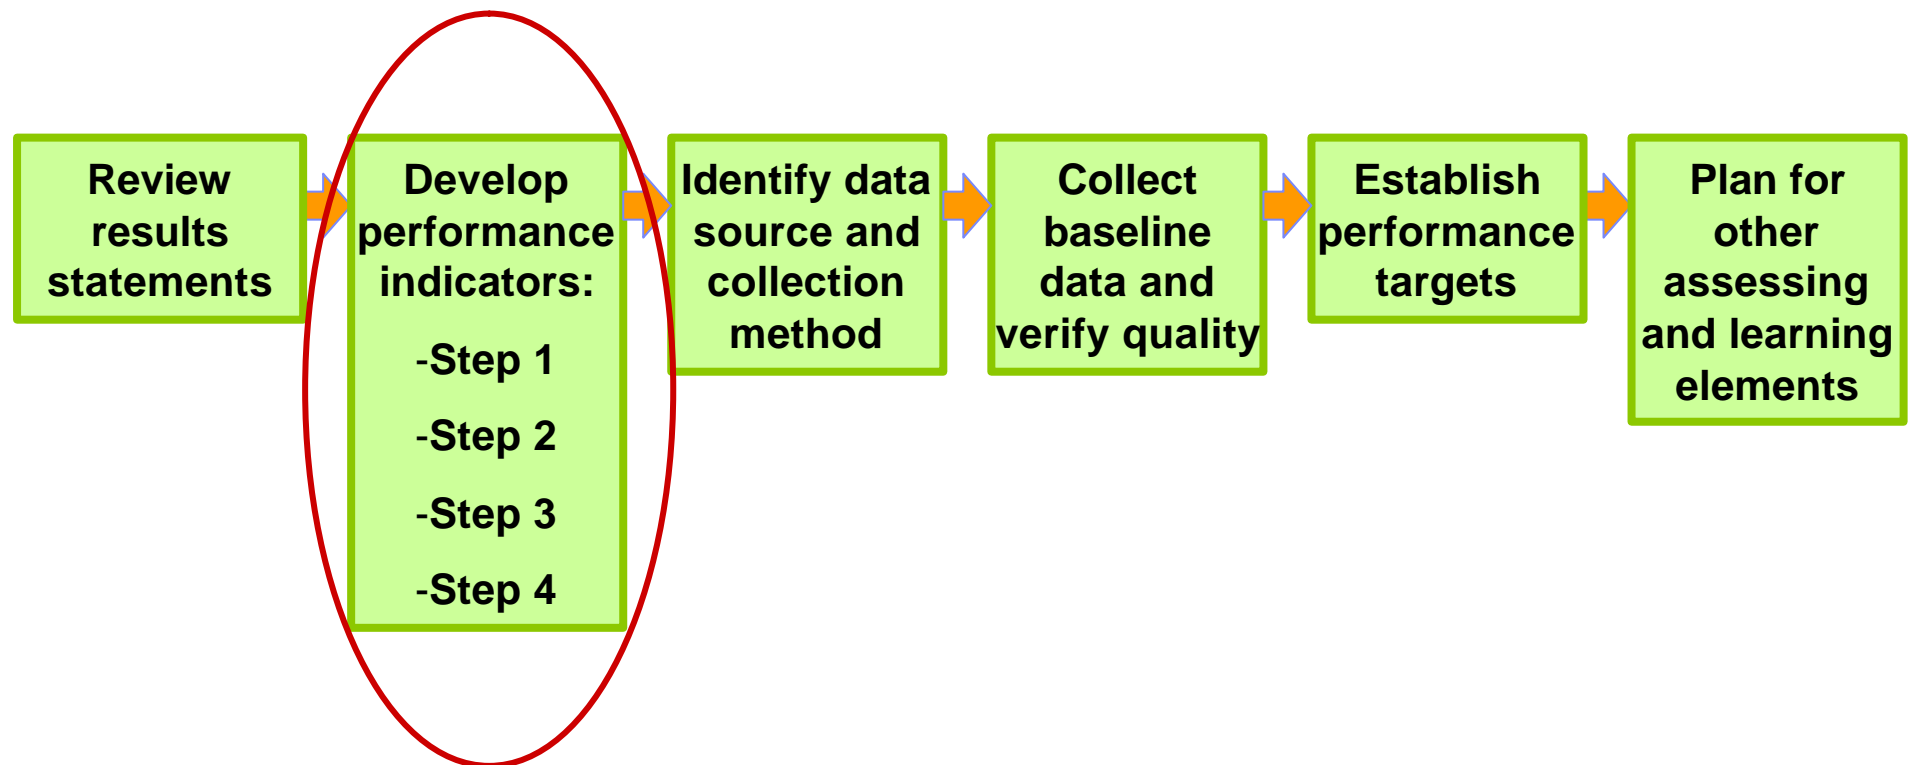 Review
results
statements
Develop
performance
indicators:
-Step 1
-Step 2
-Step 3
-Step 4
Identify data
source and
collection
method
Collect
baseline
data and
verify quality
Establish
performance
targets
Plan for
other
assessing
and learning
elements